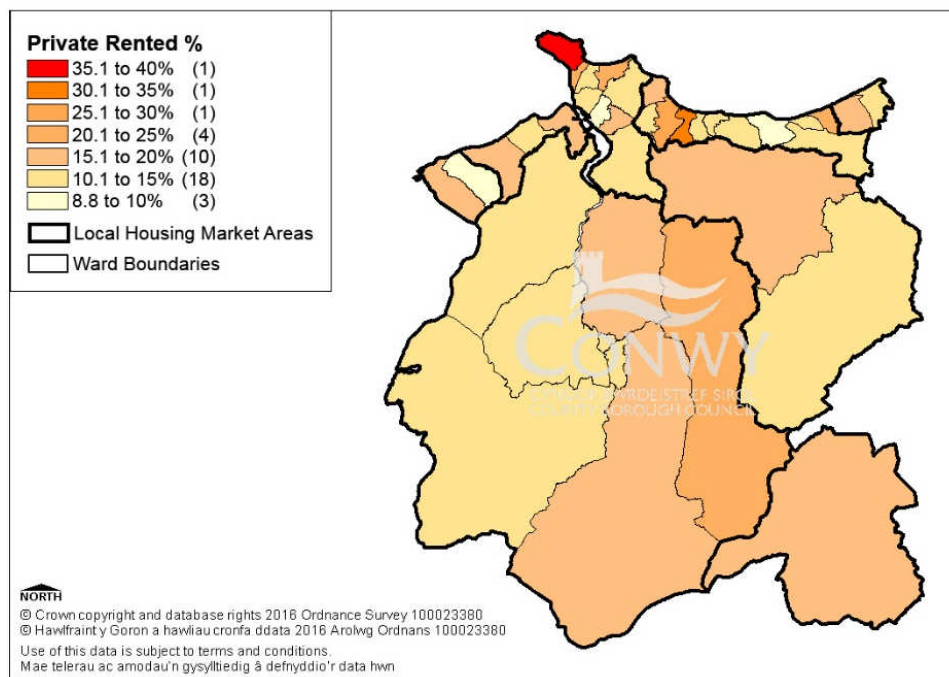 Private Rented %
35.1 to 40% (1)
30.1 to 35% (1)
25.1 to 30% (1)
20.1 to 25% (4)
15.1 to 20% (10)
10.1 to 15% (18)
8.8 to 10% (3)
Local Housing Market Areas
Ward Boundaries
CONWY
COUNTY BOROUGH COUNCIL
NORTH
© Crown copyright and database rights 2016 Ordnance Survey 100023380
© Hawlfraint y Goron a hawliau cronfa ddata 2016 Arolwg Ordnans 100023380
Use of this data is subject to terms and conditions.
Mae telerau ac amodau'n gysylltiedig â defnyddio'r data hwn